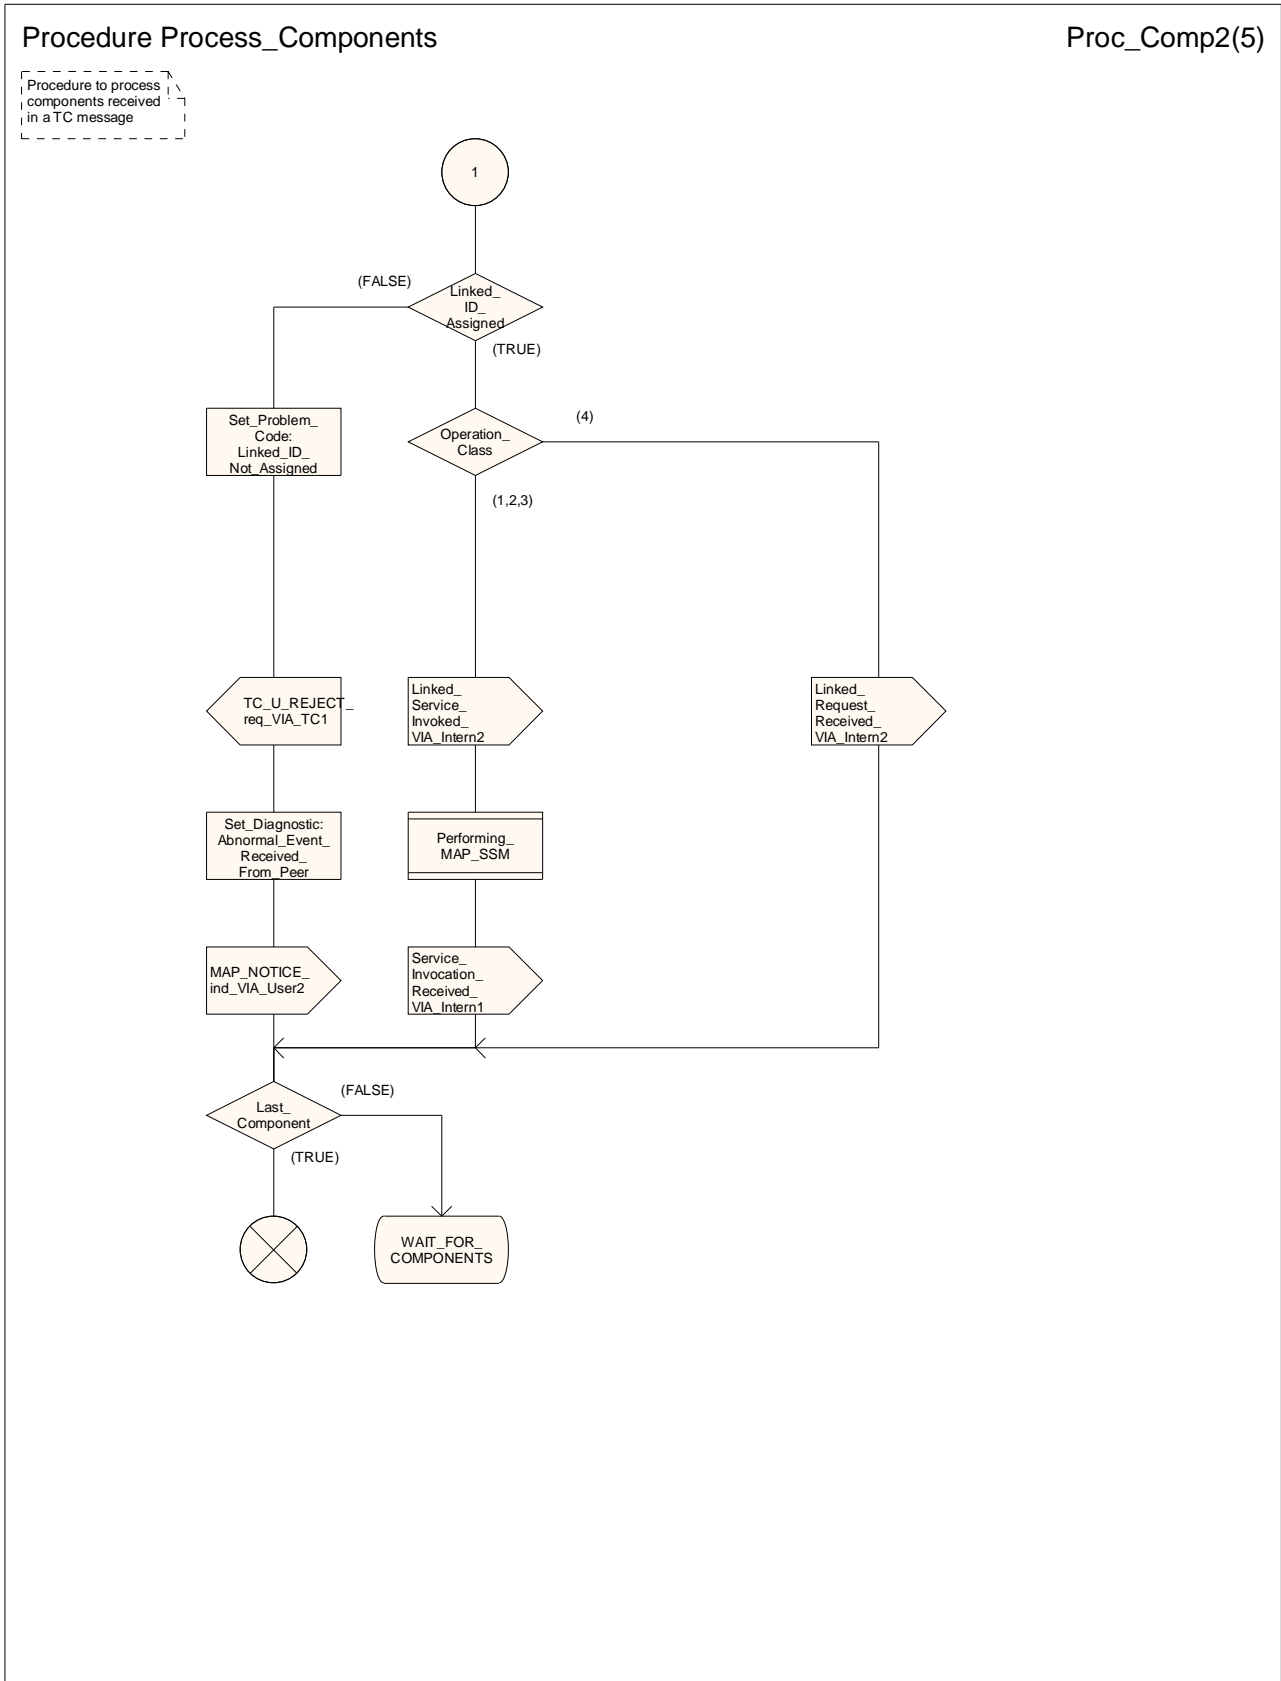 Procedure Process_Components
Proc_Comp2(5)
Procedure to process
components received
in a TC message
1
(FALSE)
Linked_
ID_
Assigned
(TRUE)
Set_Problem_
Code:
Linked_ID_
Not_Assigned
Operation_
Class
(4)
(1,2,3)
TC_U_REJECT_
req_VIA_TC1
Linked_
Service_
Invoked_
VIA_Intern2
Linked_
Request_
Received_
VIA_Intern2
Set_Diagnostic:
Abnormal_Event_
Received_
From_Peer
Performing_
MAP_SSM
MAP_NOTICE_
ind_VIA_User2
Service_
Invocation_
Received_
VIA_Intern1
Last_
Component
(FALSE)
(TRUE)
WAIT_FOR_
COMPONENTS